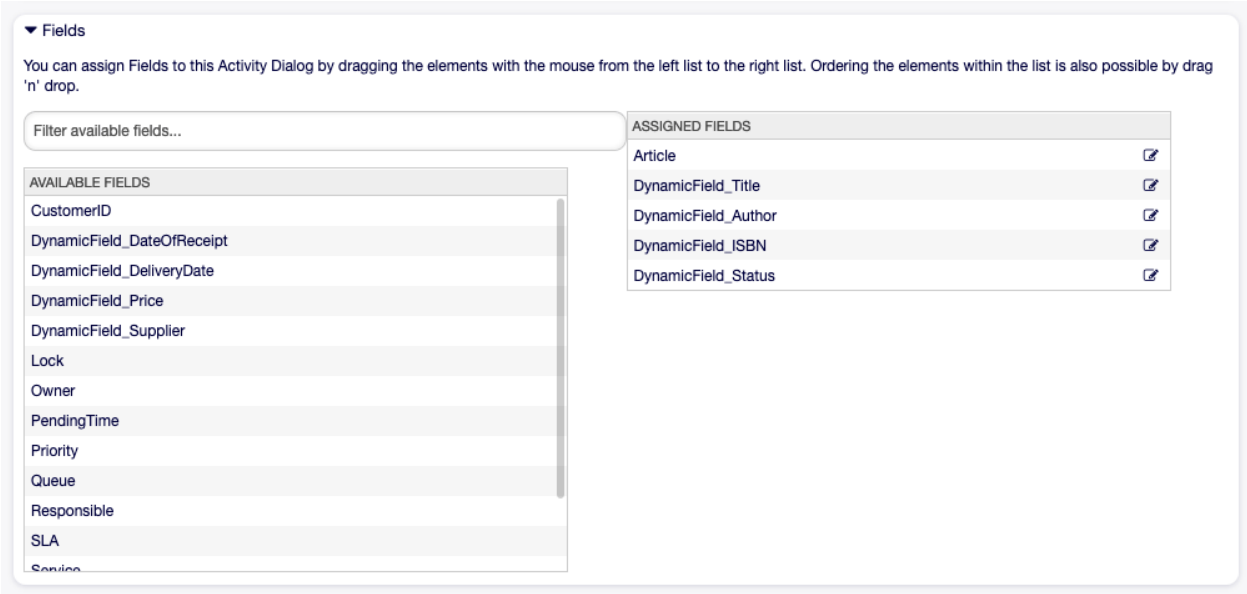 Fields
You can assign Fields to this Activity Dialog by dragging the elements with the mouse from the left list to the right list. Ordering the elements within the list is also possible by drag
'n' drop.
Filter available fields...
AVAILABLE FIELDS
CustomerID
DynamicField_DateOfReceipt
DynamicField_DeliveryDate
DynamicField_Price
DynamicField_Supplier
Lock
Owner
PendingTime
Priority
Queue
Responsible
SLA
Service
ASSIGNED FIELDS
Article
DynamicField_Title
DynamicField_Author
DynamicField_ISBN
DynamicField_Status